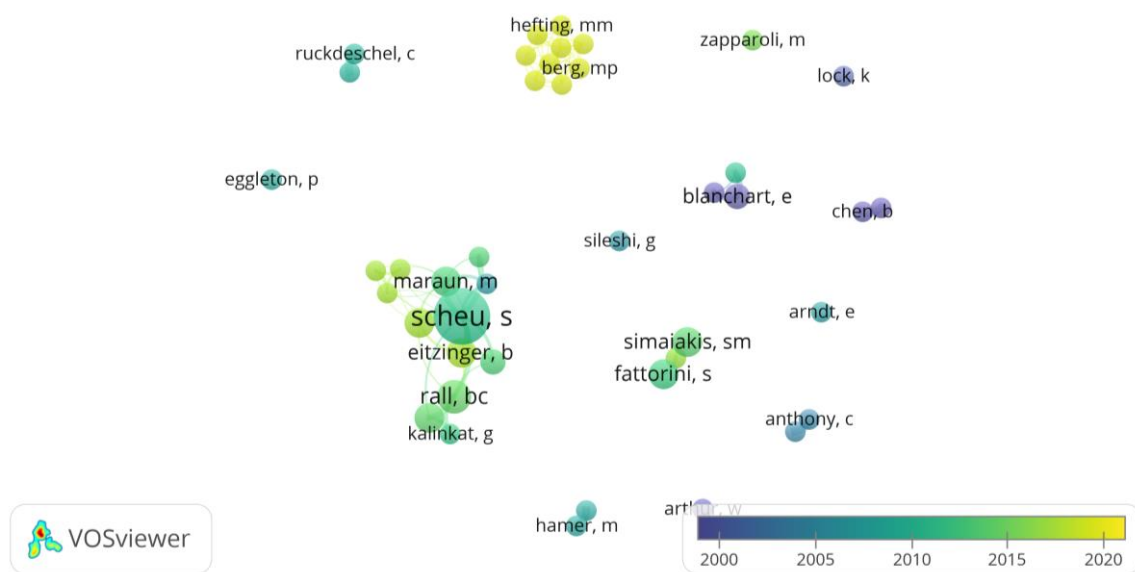 hefting, mm
zapparoli, m
ruckdeschel, c
berg, mp
lock, k
eggleton, p
blanchart, e
chen, b
sileshi, g
maraun, m
arndt, e
scheu, s
simaiakis, sm
eitzinger, b
fattorini, s
rall, bc
anthony, c
kalinkat, g
arthur, w
hamer, m
VOSviewer
2000 2005 2010 2015 2020